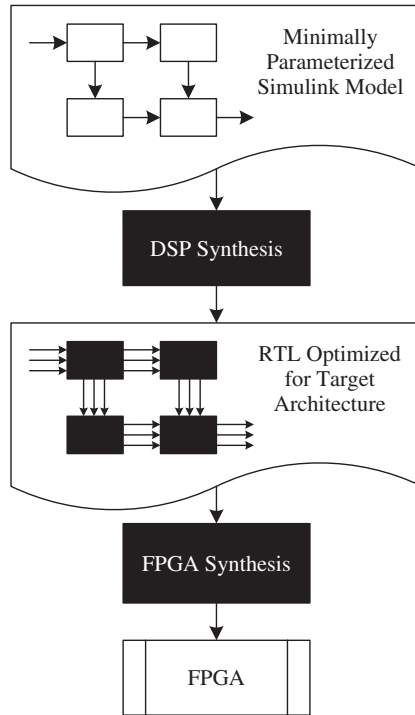 Minimally
Parameterized
Simulink Model
DSP Synthesis
RTL Optimized
for Target
Architecture
FPGA Synthesis
FPGA